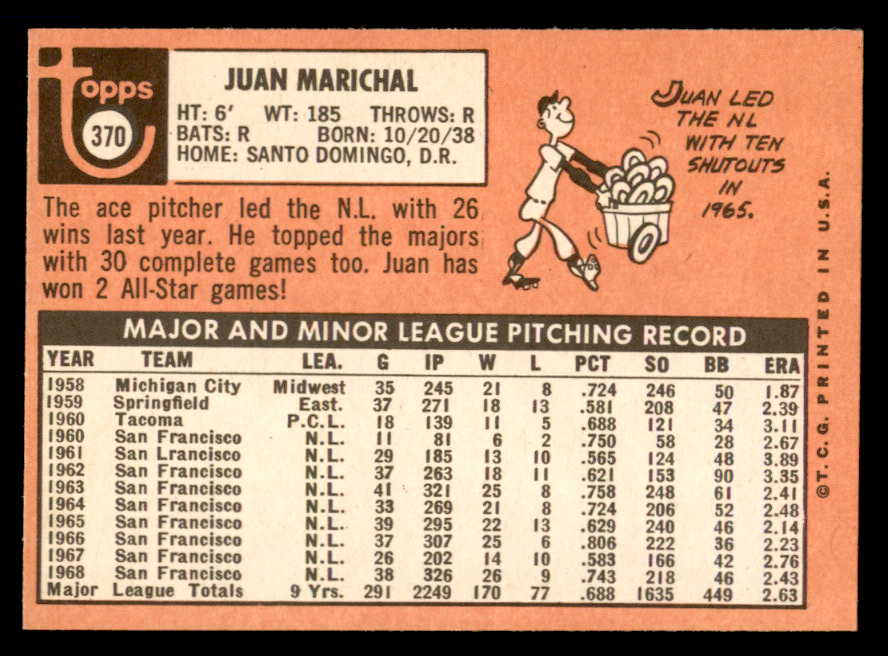 topps
370
JUAN MARICHAL
HT: 6' WT: 185 THROWS: R
BATS: R BORN: 10/20/38
HOME: SANTO DOMINGO, D.R.
JUAN LED
THE NL
WITH TEN
SHUTOUTS
IN
1965.
The ace pitcher led the N.L. with 26
wins last year. He topped the majors
with 30 complete games too. Juan has
won 2 All-Star games!
MAJOR AND MINOR LEAGUE PITCHING RECORD
YEAR TEAM LEA. G IP W L PCT SO BB ERA
1958 Michigan City Midwest 35 245 21 8 .724 246 50 1.87
1959 Springfield East. 37 271 18 13 .581 208 47 2.39
1960 Tacoma P.C.L. 18 139 11 5 .688 121 34 3.11
1960 San Francisco N.L. 11 81 6 2 .750 58 28 2.67
1961 San Lrancisco N.L. 29 185 13 10 .565 124 48 3.89
1962 San Francisco N.L. 37 263 18 11 .621 153 90 3.35
1963 San Francisco N.L. 41 321 25 8 .758 248 61 2.41
1964 San Francisco N.L. 33 269 21 8 .724 206 52 2.48
1965 San Francisco N.L. 39 295 22 13 .629 240 46 2.14
1966 San Francisco N.L. 37 307 25 6 .806 222 36 2.23
1967 San Francisco N.L. 26 202 14 10 .583 166 42 2.76
1968 San Francisco N.L. 38 326 26 9 .743 218 46 2.43
Major League Totals 9 Yrs. 291 2249 170 77 .688 1635 449 2.63
©T.C.G. PRINTED IN U.S.A.